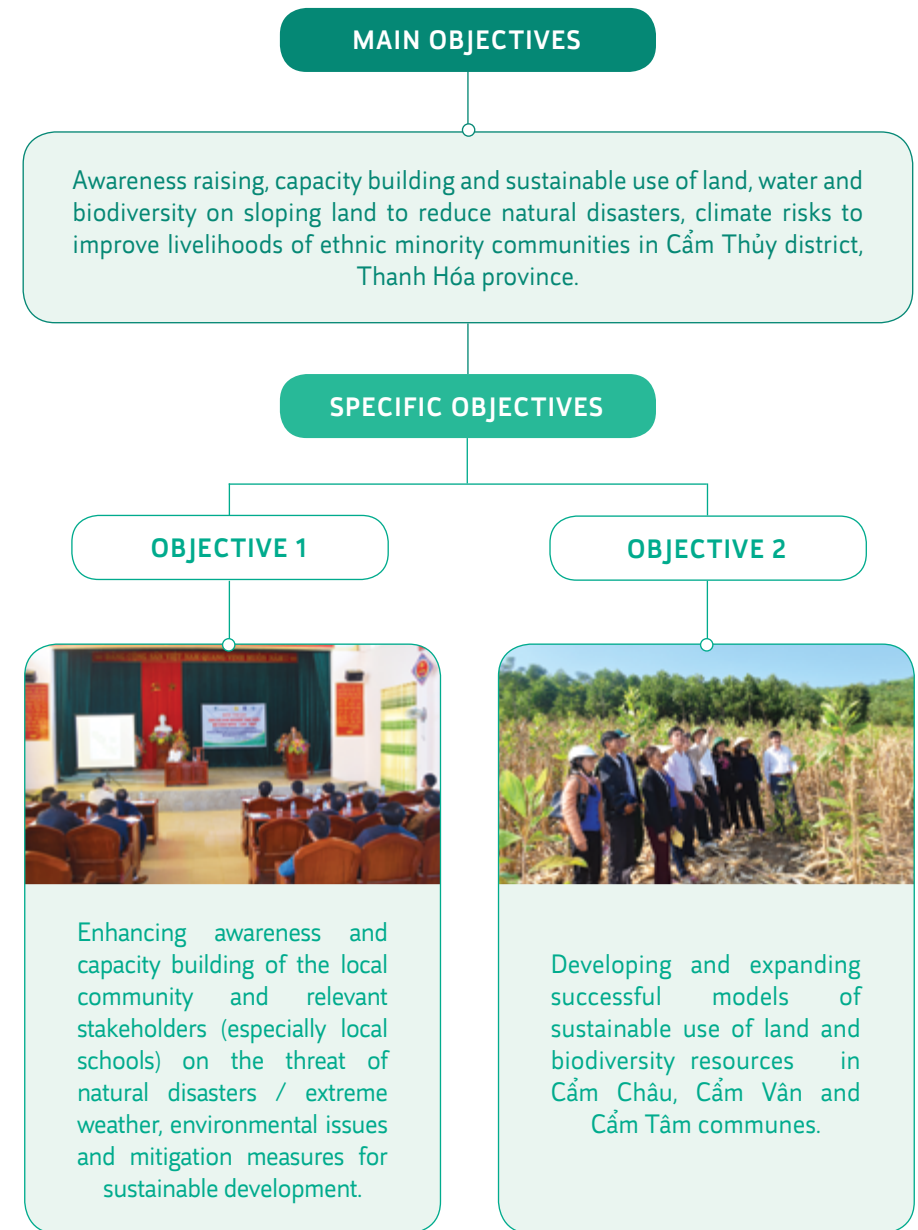 MAIN OBJECTIVES
Awareness raising, capacity building and sustainable use of land, water and
biodiversity on sloping land to reduce natural disasters, climate risks to
improve livelihoods of ethnic minority communities in Cẩm Thủy district,
Thanh Hóa province.
SPECIFIC OBJECTIVES
OBJECTIVE 1
Enhancing awareness and
capacity building of the local
community and relevant
stakeholders (especially local
schools) on the threat of
natural disasters / extreme
weather, environmental issues
and mitigation measures for
sustainable development.
OBJECTIVE 2
Developing and expanding
successful models of
sustainable use of land and
biodiversity resources in
Cẩm Châu, Cẩm Vân and
Cẩm Tâm communes.